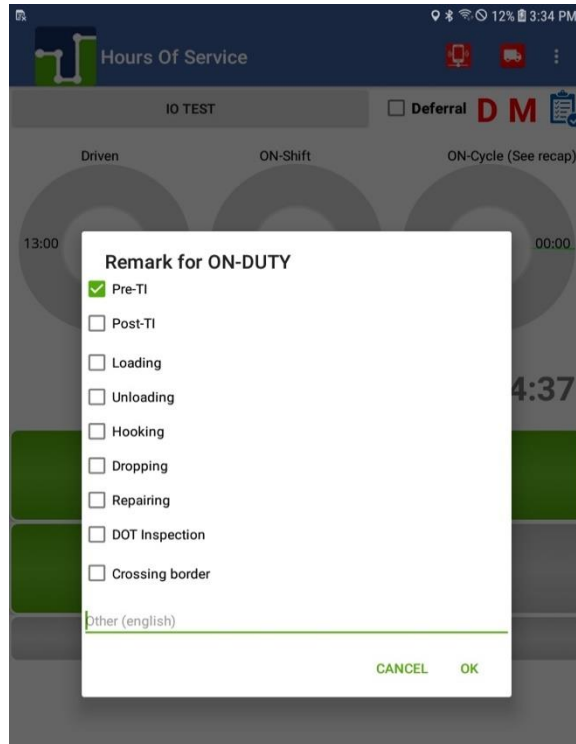 12% 3:34 PM
Hours Of Service
IO TEST
Deferral D M
Driven ON-Shift ON-Cycle (See recap)
13:00 00:00
Remark for ON-DUTY
Pre-TI
Post-TI
Loading
Unloading
4:37
Hooking
Dropping
Repairing
DOT Inspection
Crossing border
Other (english)
CANCEL OK